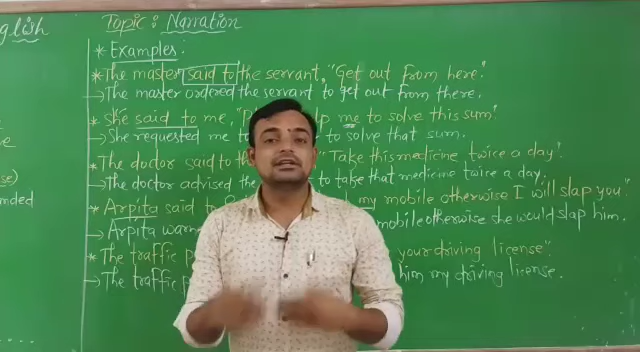 English
Topic: Narration
* Examples:
* The master said to the servant, "Get out from here."
→ The master ordered the servant to get out from there.
* She said to me, " me to solve this sum."
→ She requested me to solve that sum.
* The doctor said to "Take this medicine, twice a day".
→ The doctor advised the to take that medicine twice a day.
* Arpita said to my mobile otherwise I will slap you."
→ Arpita mobile otherwise she would slap him.
* The traffic your driving license".
→ The traffic him my driving license.